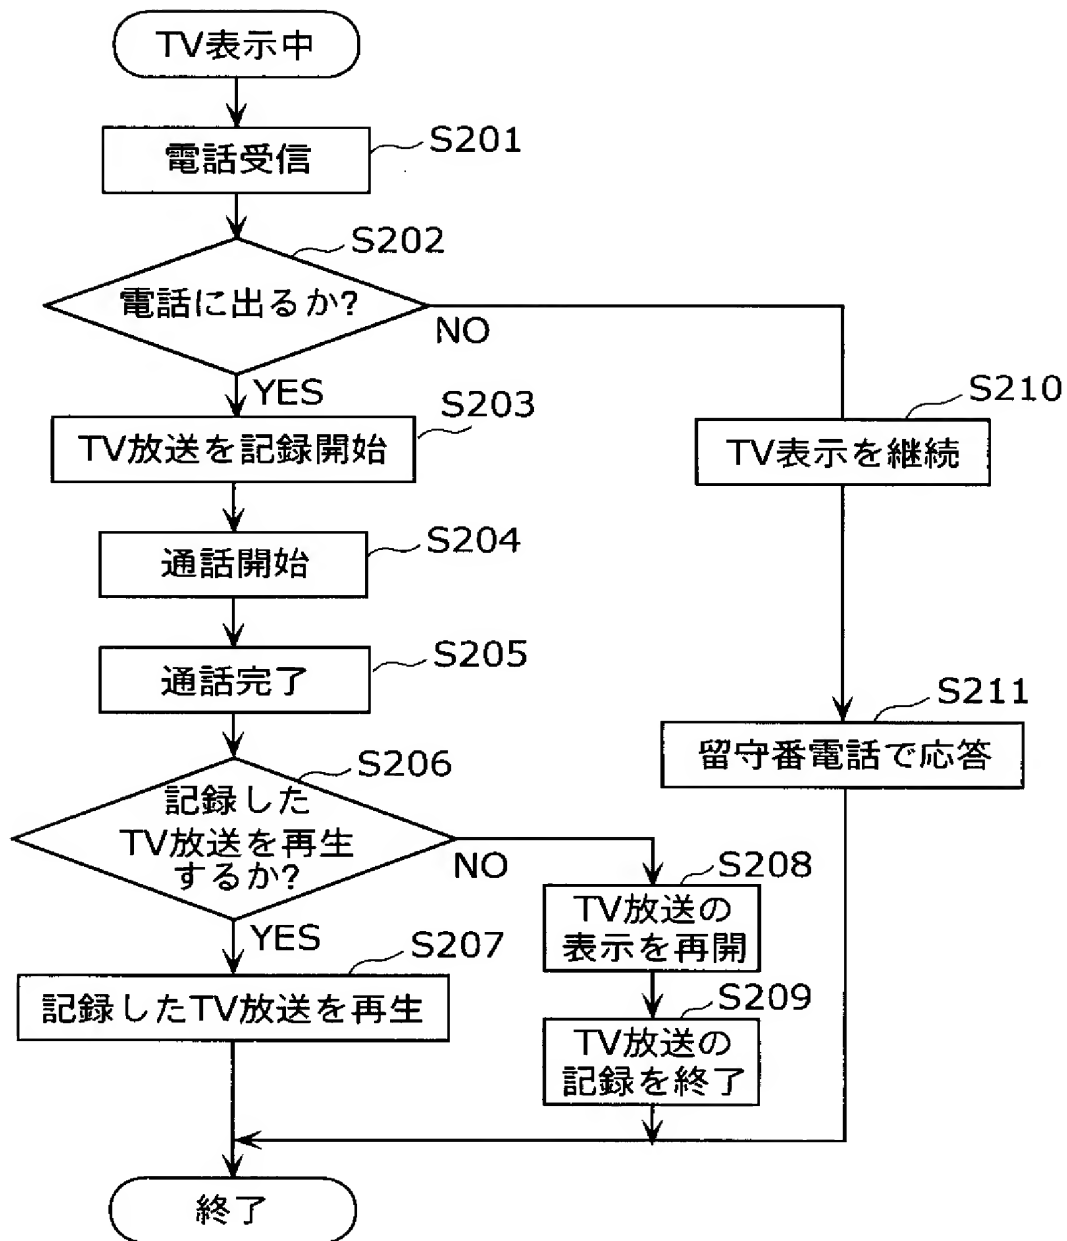 TV表示中
S201
電話受信
S202
電話に出るか?
NO
YES
S203
TV放送を記録開始
S210
TV表示を継続
S204
通話開始
S205
通話完了
S211
留守番電話で応答
S206
記録した
TV放送を再生
するか?
NO
YES
S208
TV放送の
表示を再開
S207
記録したTV放送を再生
S209
TV放送の
記録を終了
終了